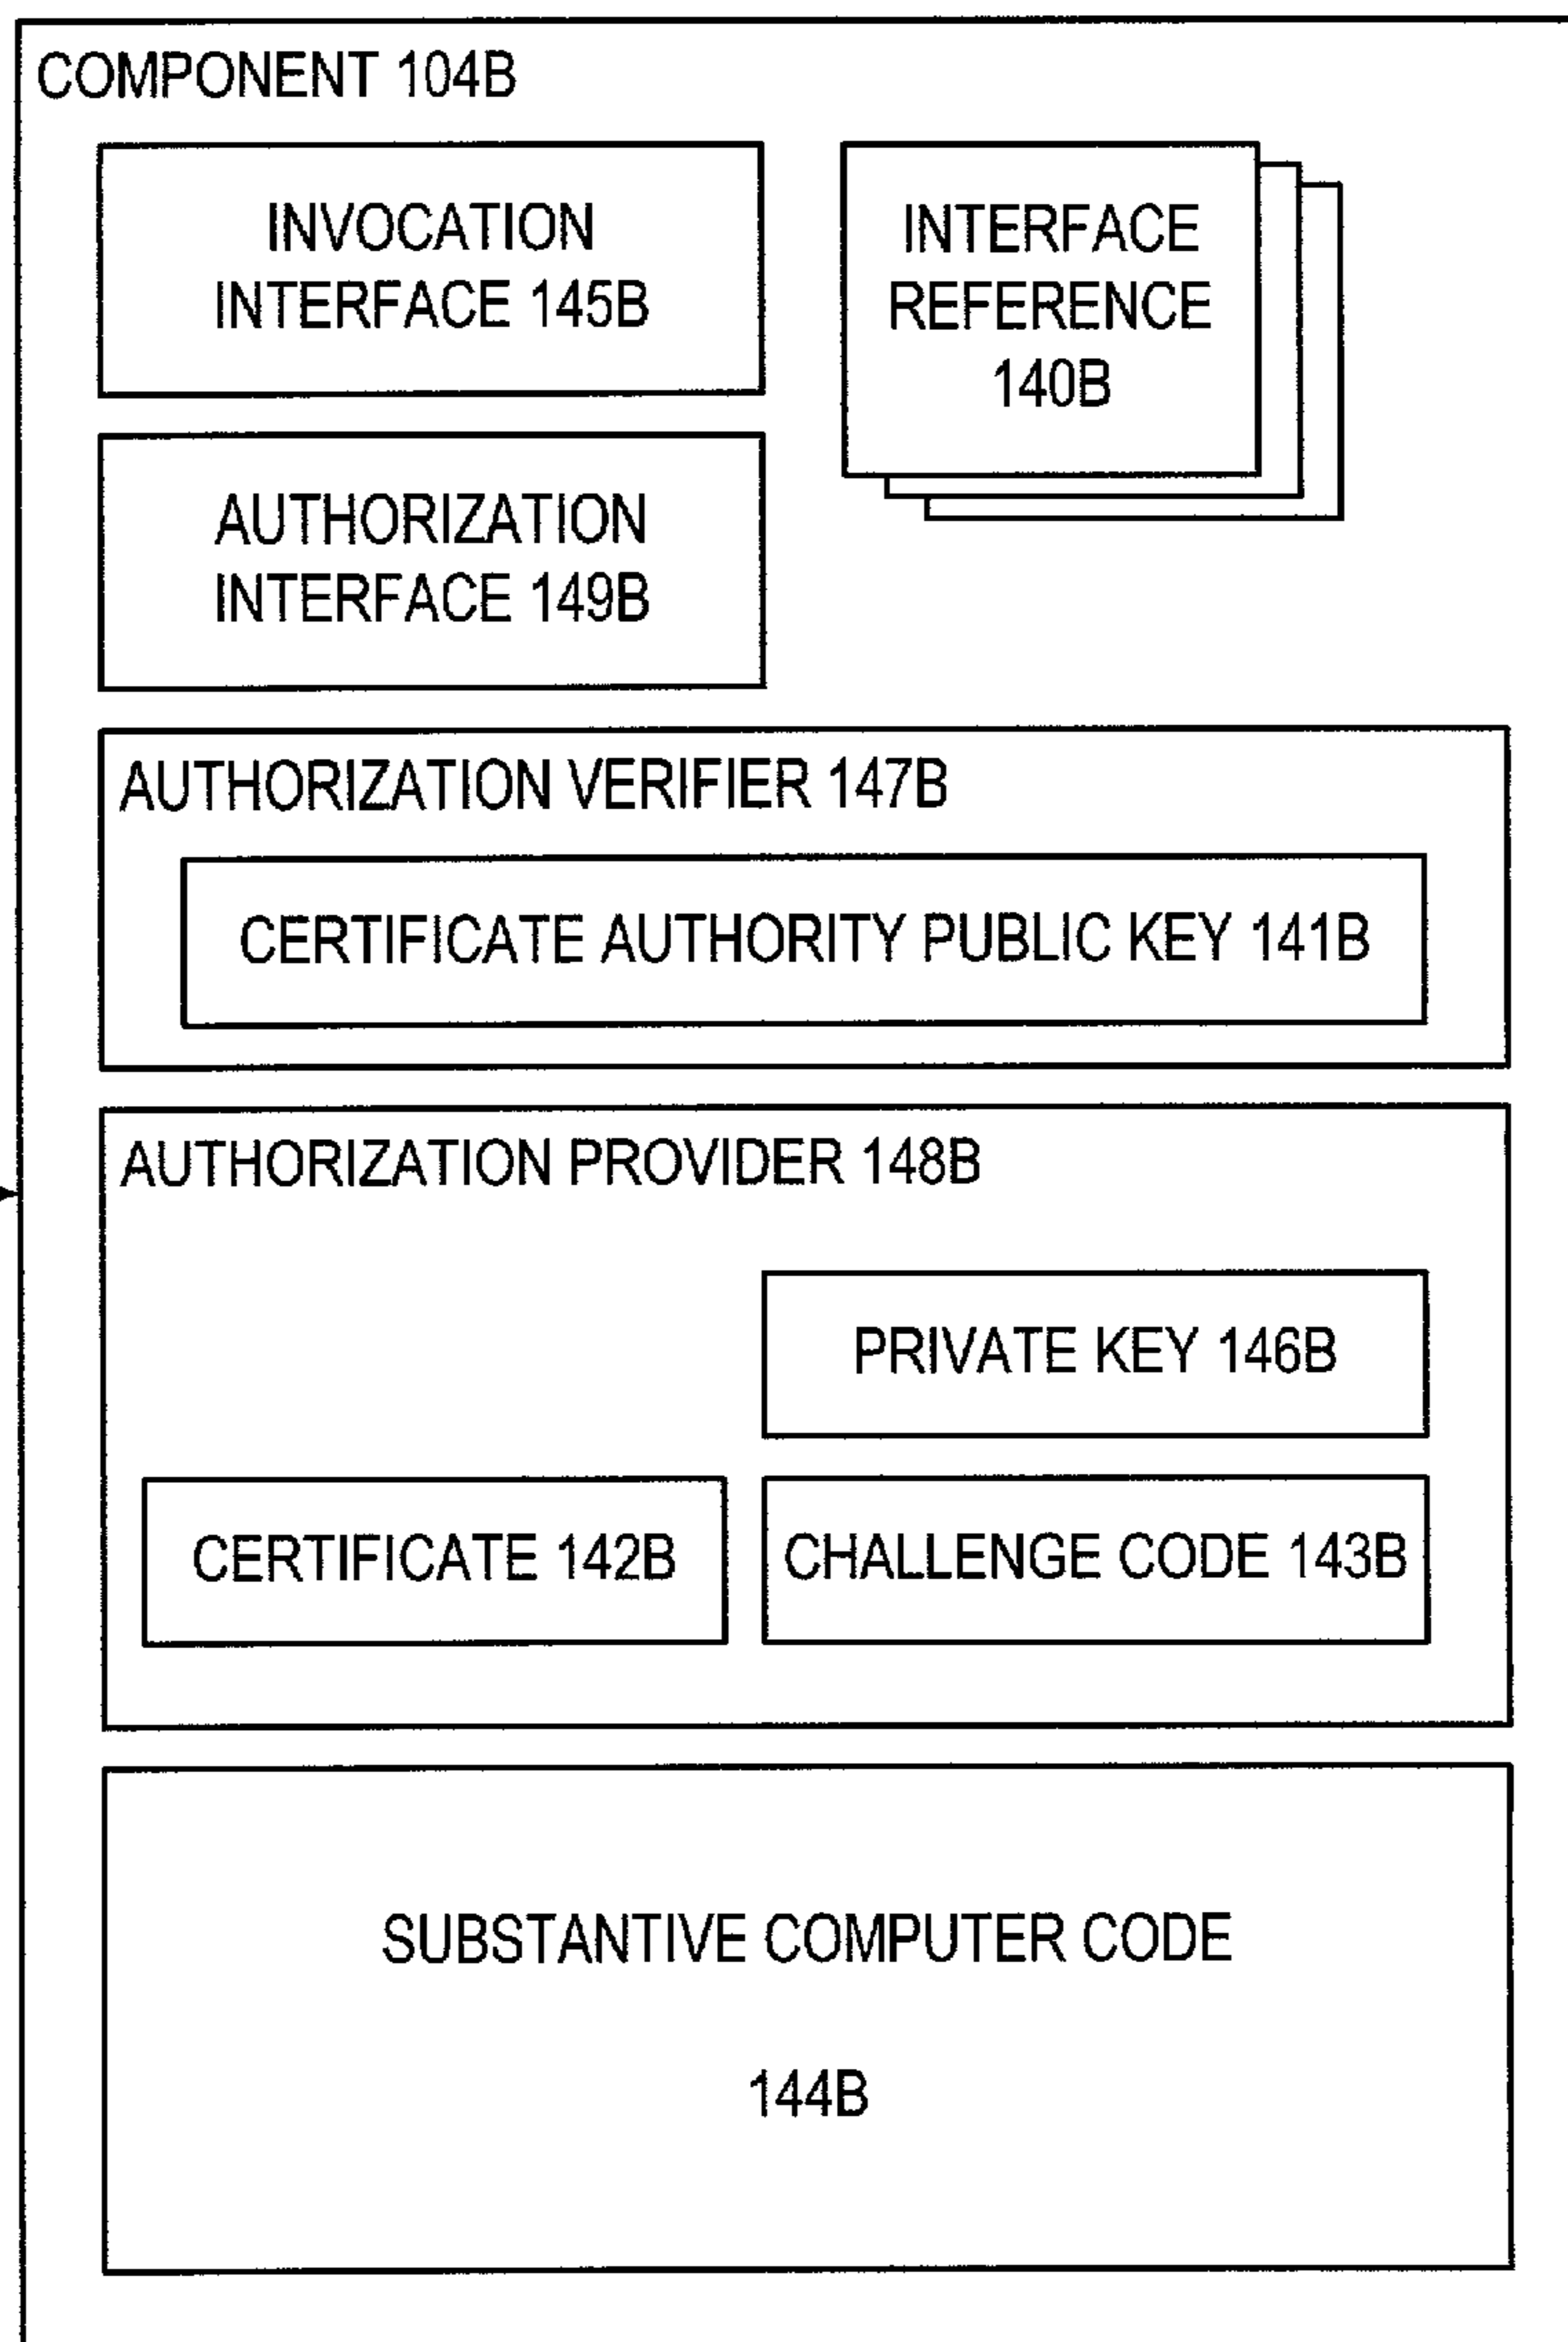 COMPONENT 104B
INVOCATION
INTERFACE 145B
INTERFACE
REFERENCE
140B
AUTHORIZATION
INTERFACE 149B
AUTHORIZATION VERIFIER 147B
CERTIFICATE AUTHORITY PUBLIC KEY 141B
AUTHORIZATION PROVIDER 148B
PRIVATE KEY 146B
CERTIFICATE 142B
CHALLENGE CODE 143B
SUBSTANTIVE COMPUTER CODE
144B